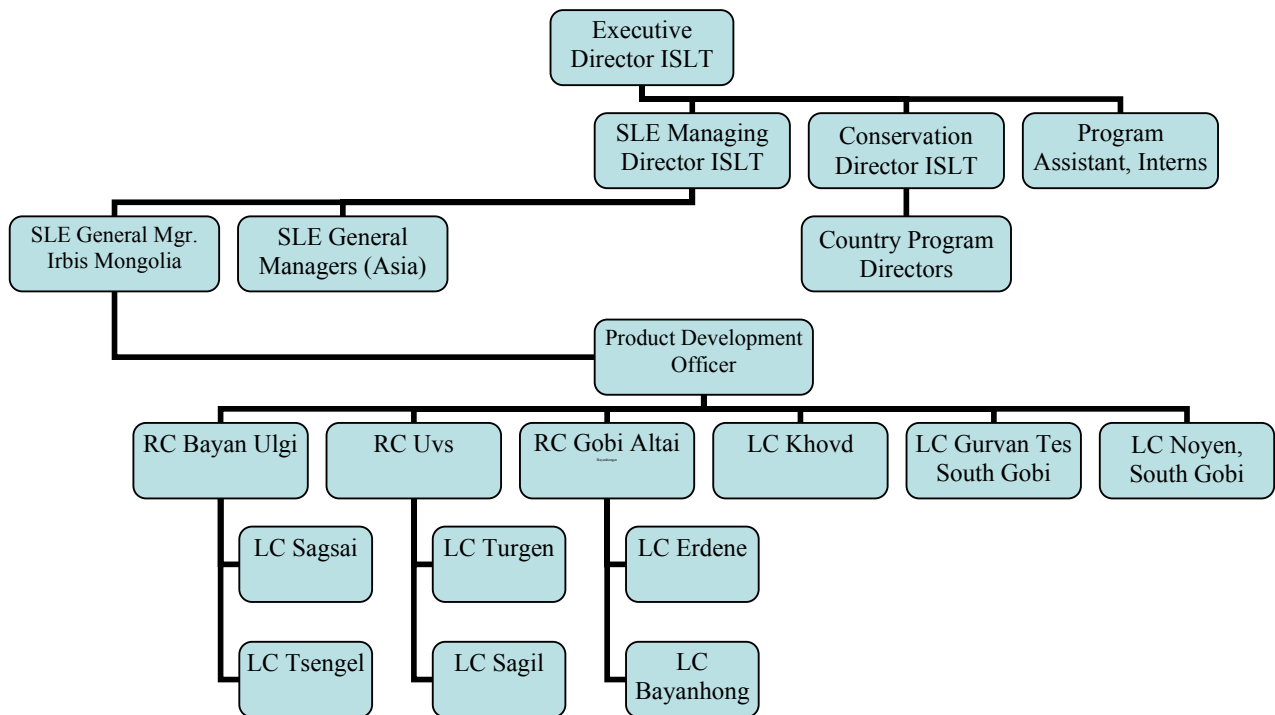 Executive
Director ISLT
SLE Managing
Director ISLT
Conservation
Director ISLT
Program
Assistant, Interns
SLE General Mgr.
Irbis Mongolia
SLE General
Managers (Asia)
Country Program
Directors
Product Development
Officer
RC Bayan Ulgi
RC Uvs
RC Gobi Altai
LC Khovd
LC Gurvan Tes
South Gobi
LC Noyen,
South Gobi
LC Sagsai
LC Turgen
LC Erdene
LC Tsengel
LC Sagil
LC
Bayanhong